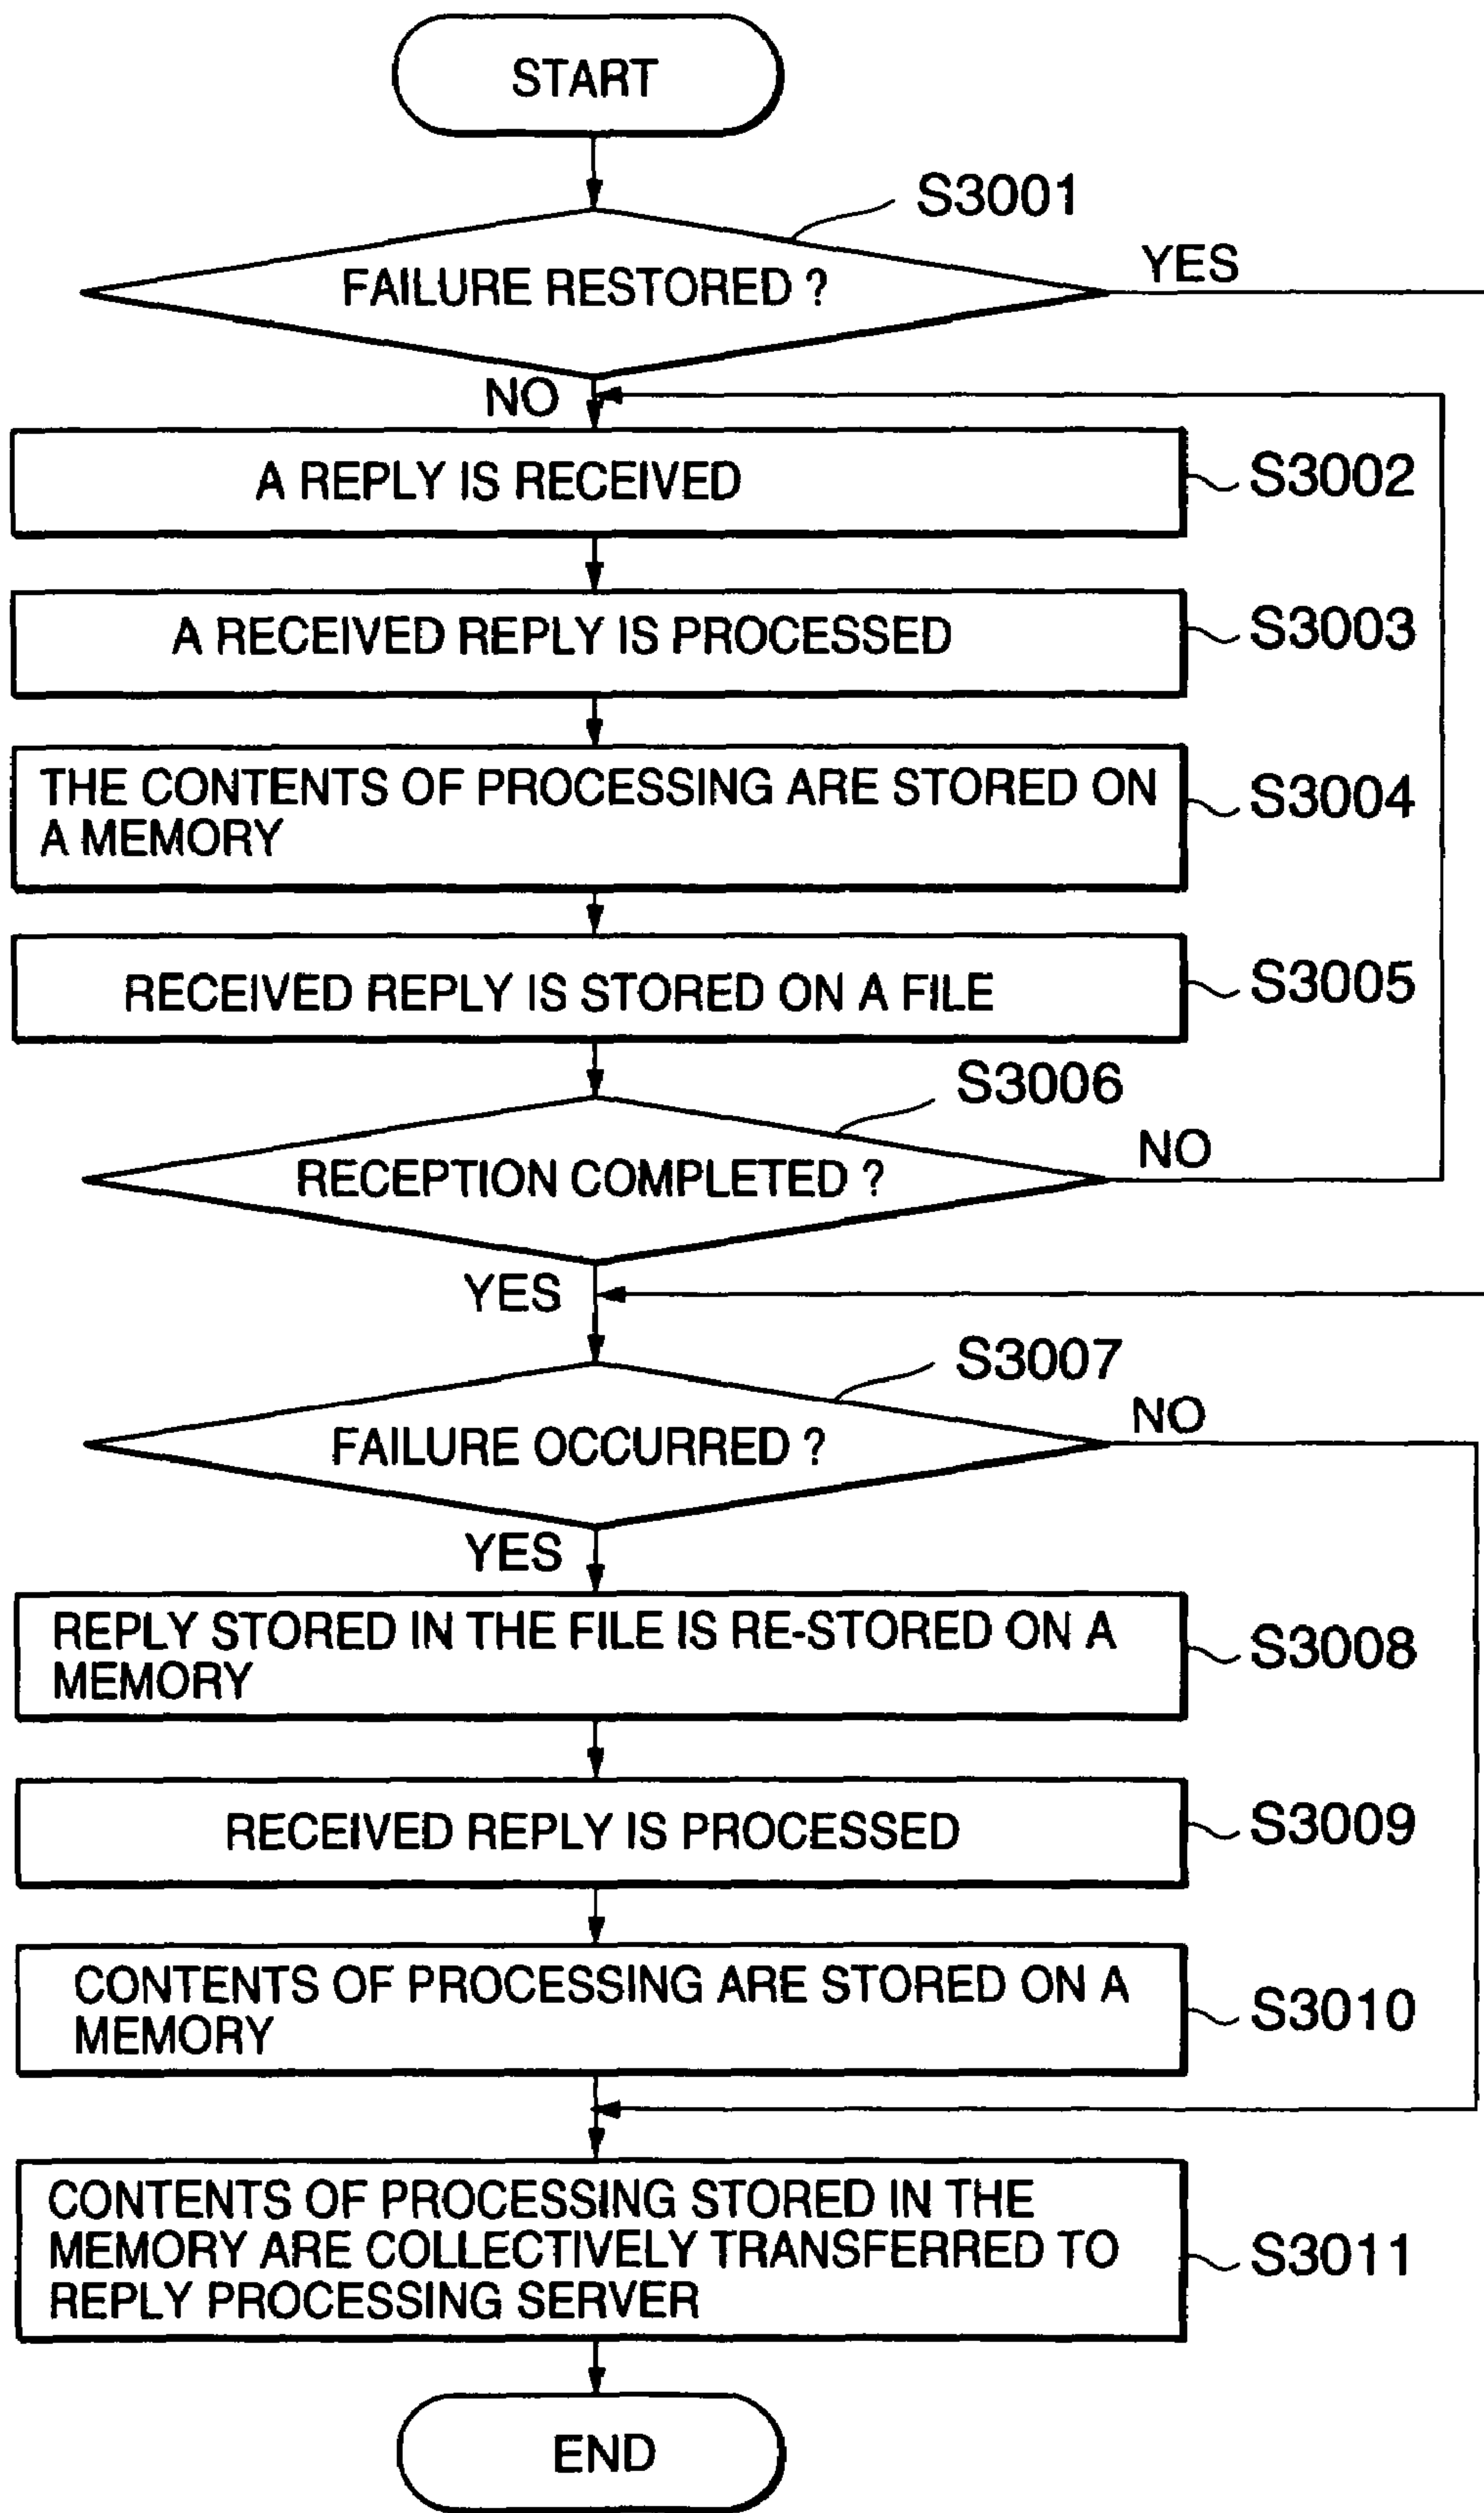 START
S3001
FAILURE RESTORED ?
YES
NO
A REPLY IS RECEIVED
S3002
A RECEIVED REPLY IS PROCESSED
S3003
THE CONTENTS OF PROCESSING ARE STORED ON
A MEMORY
S3004
RECEIVED REPLY IS STORED ON A FILE
S3005
S3006
RECEPTION COMPLETED ?
NO
YES
S3007
FAILURE OCCURRED ?
NO
YES
REPLY STORED IN THE FILE IS RE-STORED ON A
MEMORY
S3008
RECEIVED REPLY IS PROCESSED
S3009
CONTENTS OF PROCESSING ARE STORED ON A
MEMORY
S3010
CONTENTS OF PROCESSING STORED IN THE
MEMORY ARE COLLECTIVELY TRANSFERRED TO
REPLY PROCESSING SERVER
S3011
END